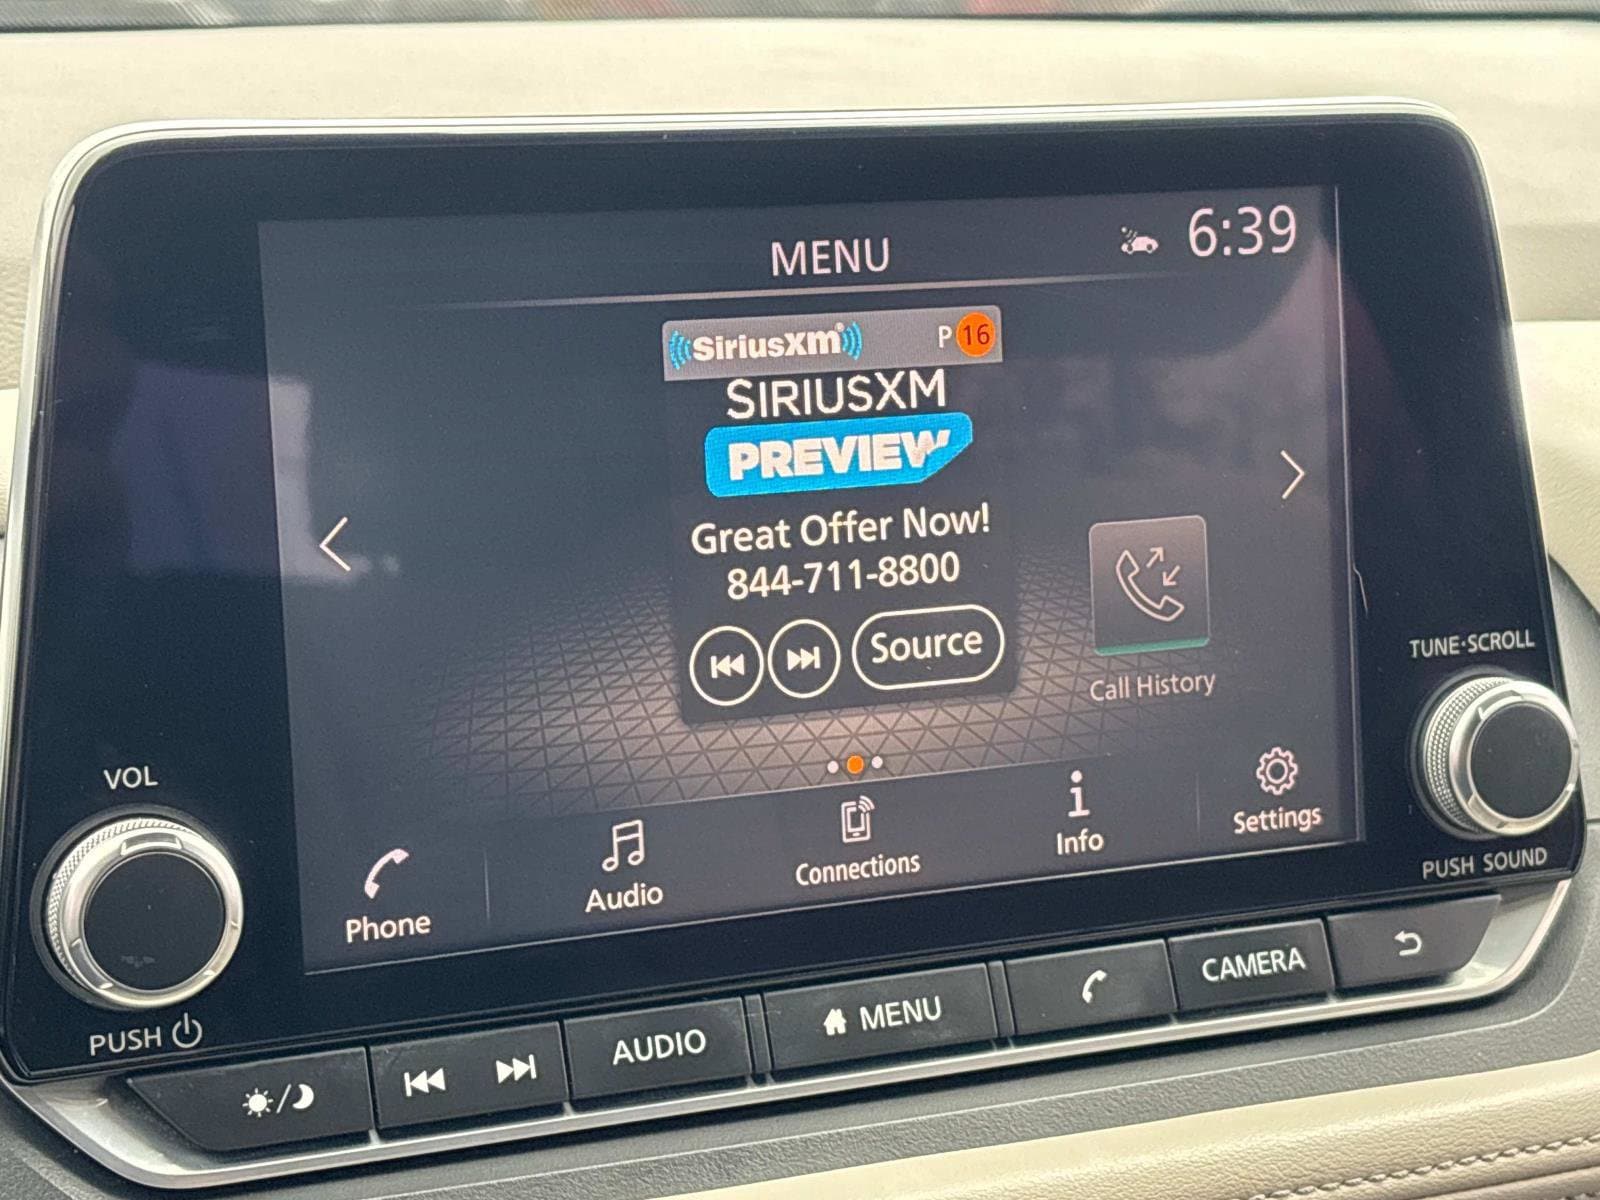 MENU
6:39
SiriusXM
P 16
SIRIUSXM
PREVIEW
Great Offer Now!
844-711-8800
Source
Call History
Phone
Audio
Connections
Info
Settings
VOL
PUSH
TUNE·SCROLL
PUSH SOUND
AUDIO
MENU
CAMERA